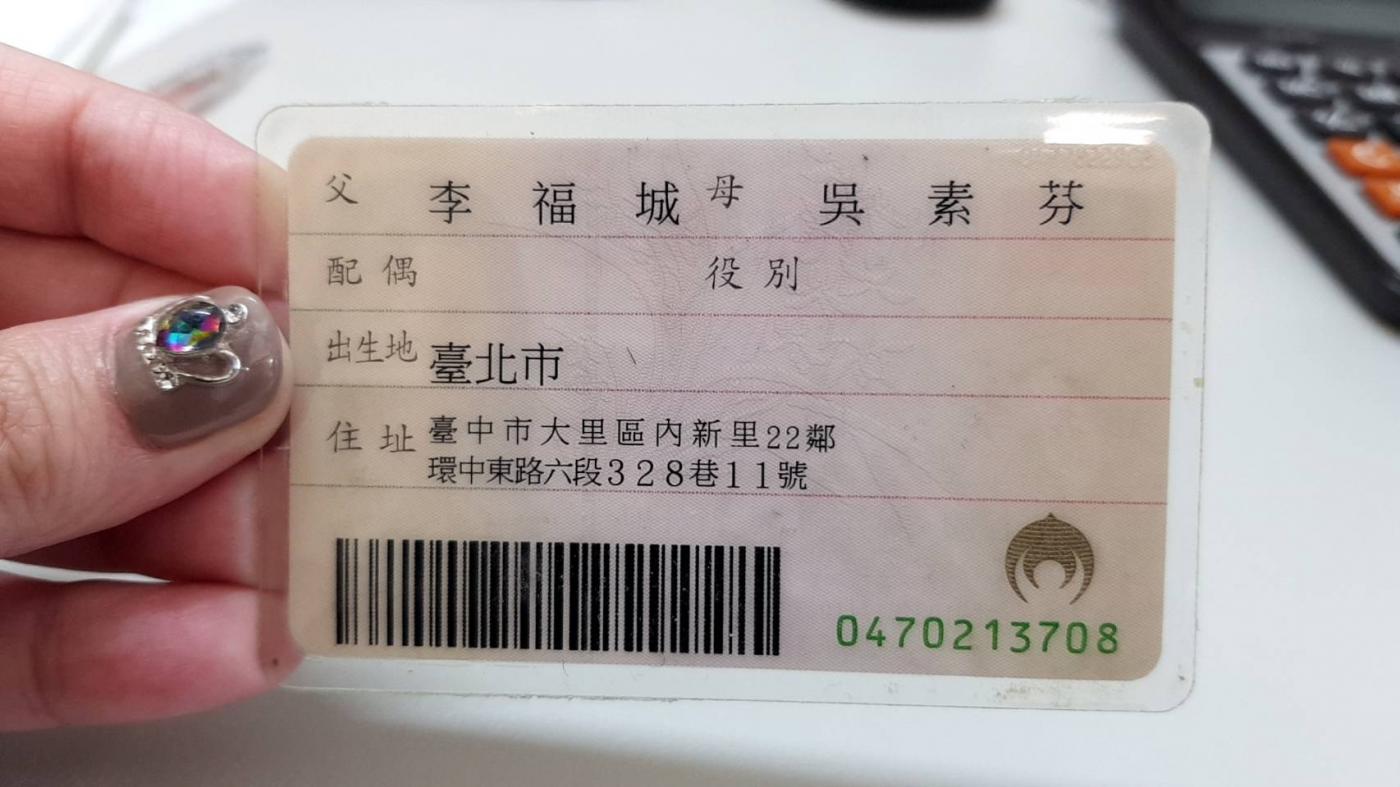 父 李福城 母 吳素芬
配偶 役別
出生地 臺北市
住址 臺中市大里區內新里22鄰
環中東路六段328巷11號
0470213708